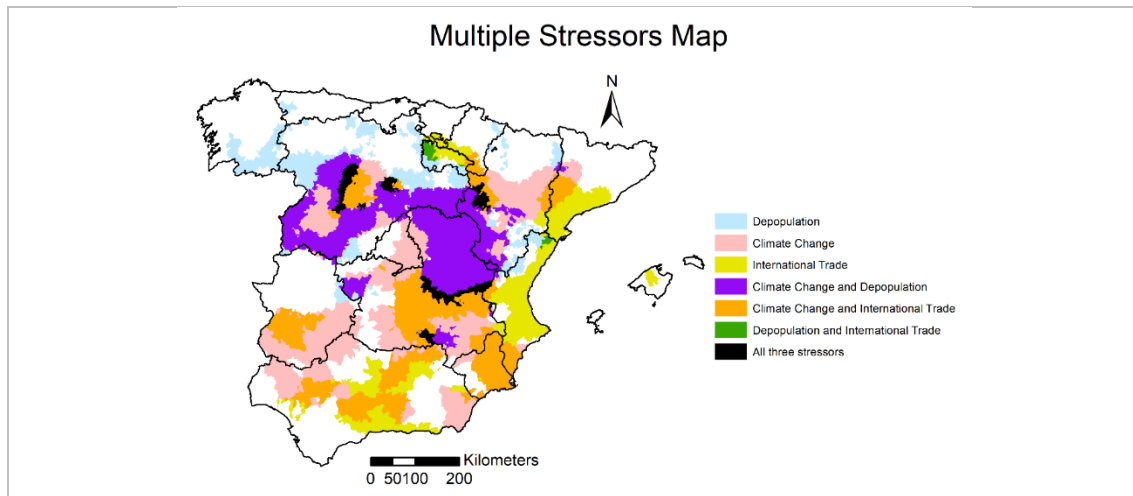 Multiple Stressors Map
N
Depopulation
Climate Change
International Trade
Climate Change and Depopulation
Climate Change and International Trade
Depopulation and International Trade
All three stressors
Kilometers
0 50100 200